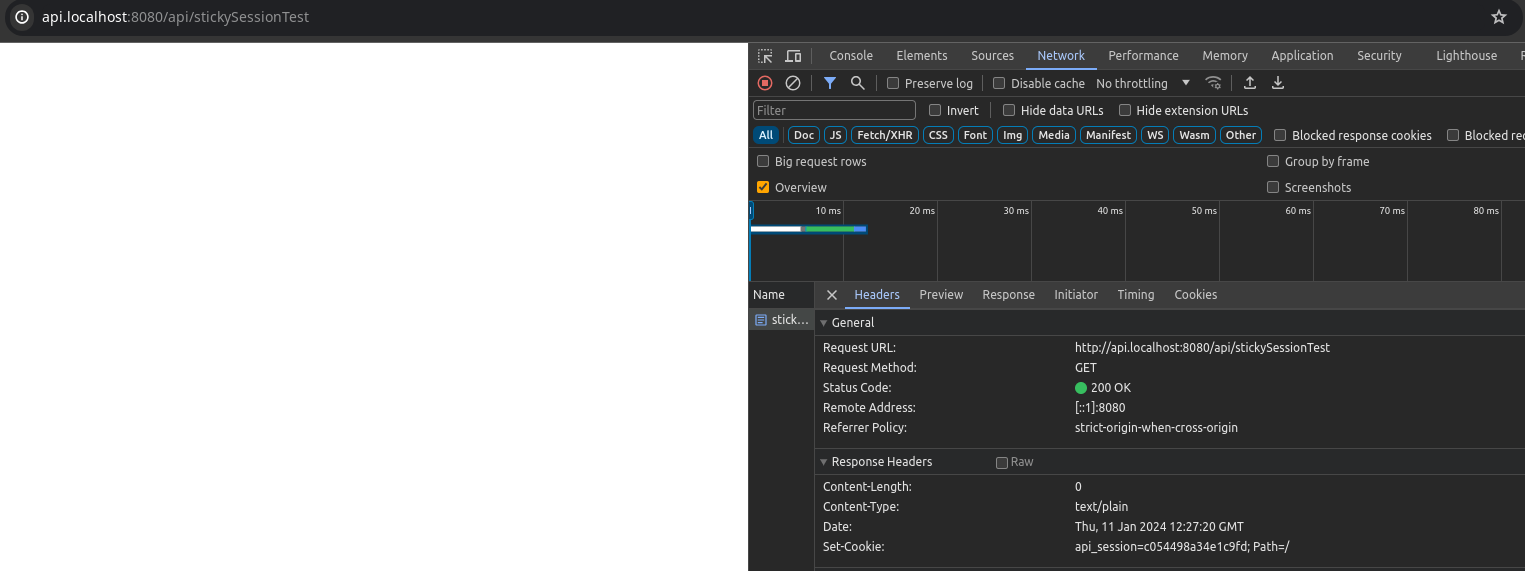 api.localhost:8080/api/stickySessionTest
Console Elements Sources Network Performance Memory Application Security Lighthouse
Preserve log Disable cache No throttling
Filter Invert Hide data URLs Hide extension URLs
All Doc JS Fetch/XHR CSS Font Img Media Manifest WS Wasm Other Blocked response cookies Blocked rec
Big request rows Group by frame
Overview Screenshots
10 ms 20 ms 30 ms 40 ms 50 ms 60 ms 70 ms 80 ms
Name Headers Preview Response Initiator Timing Cookies
stick... General
Request URL: http://api.localhost:8080/api/stickySessionTest
Request Method: GET
Status Code: 200 OK
Remote Address: [::1]:8080
Referrer Policy: strict-origin-when-cross-origin
Response Headers Raw
Content-Length: 0
Content-Type: text/plain
Date: Thu, 11 Jan 2024 12:27:20 GMT
Set-Cookie: api_session=c054498a34e1c9fd; Path=/